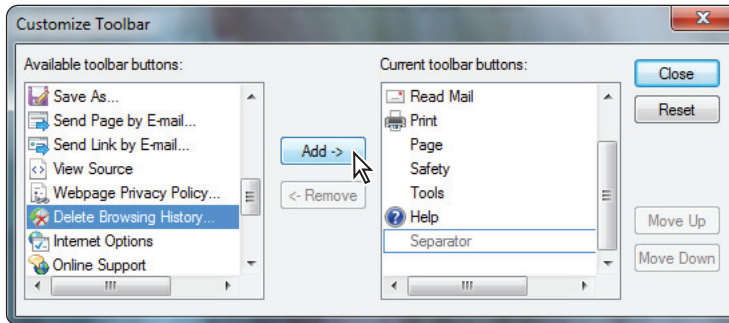 Customize Toolbar
Available toolbar buttons:
Save As...
Send Page by E-mail...
Send Link by E-mail...
View Source
Webpage Privacy Policy...
Delete Browsing History...
Internet Options
Online Support
Add ->
<- Remove
Current toolbar buttons:
Read Mail
Print
Page
Safety
Tools
Help
Separator
Close
Reset
Move Up
Move Down